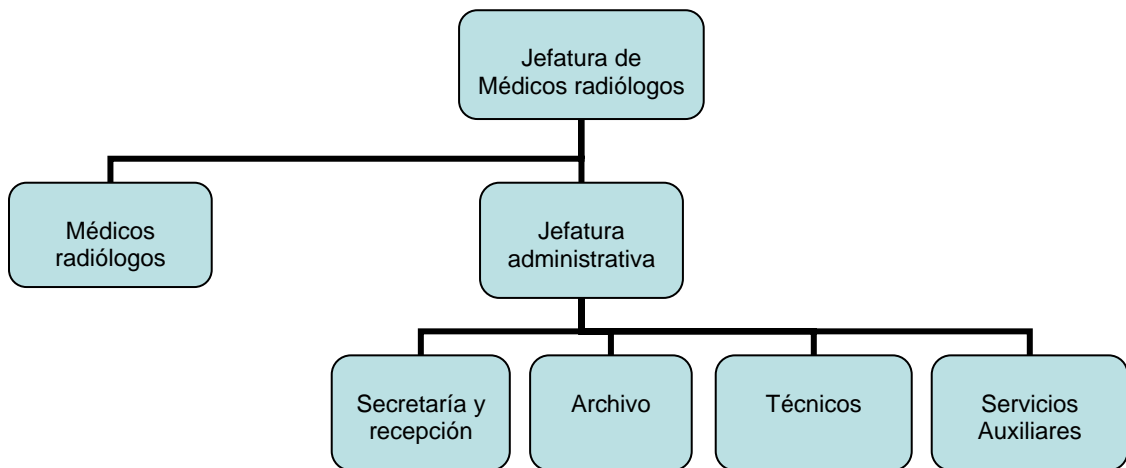 Jefatura de
Médicos radiólogos
Médicos
radiólogos
Jefatura
administrativa
Secretaría y
recepción
Archivo
Técnicos
Servicios
Auxiliares